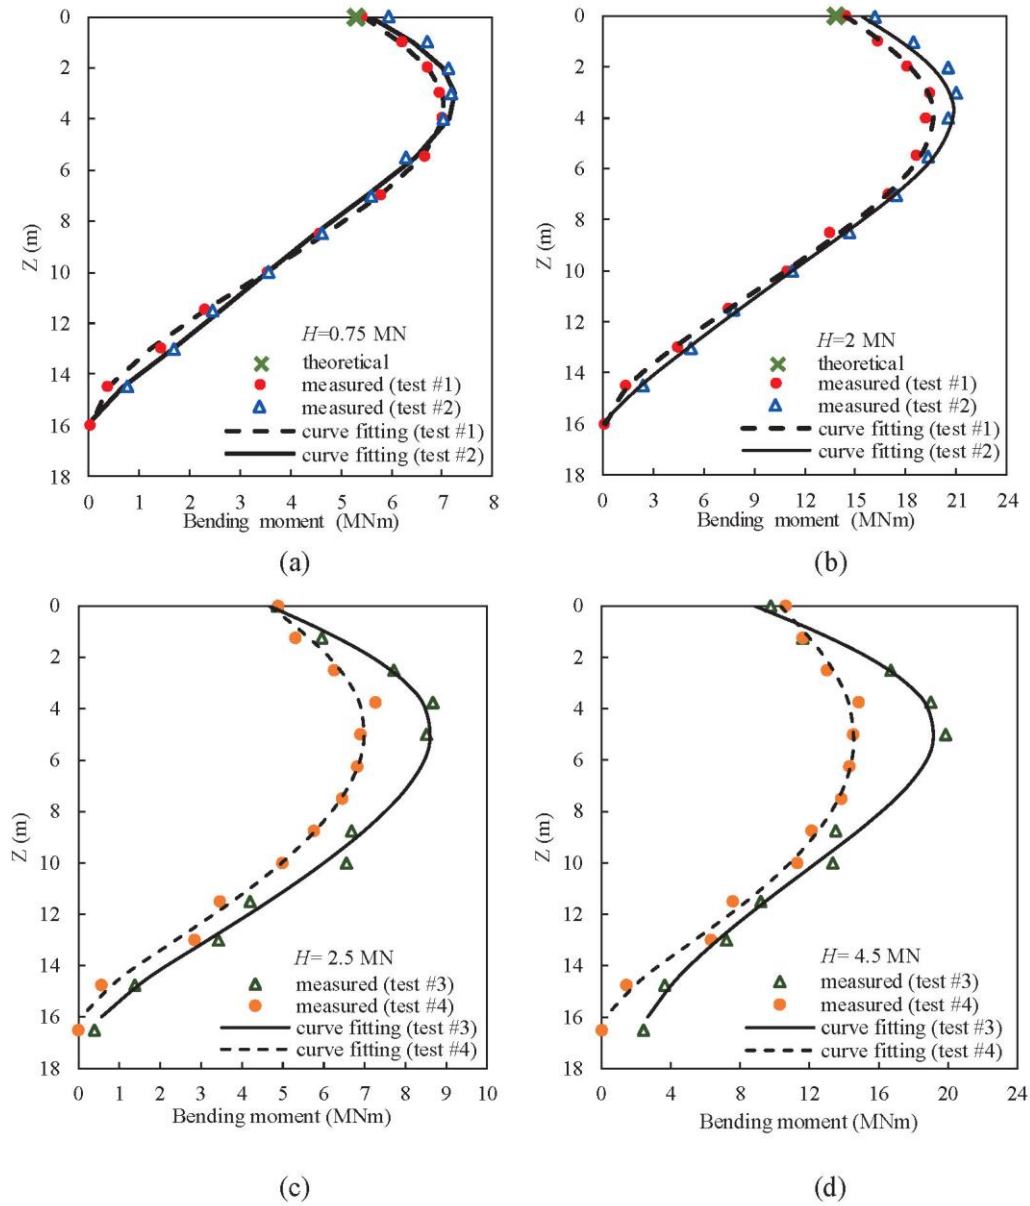 0
2
4
6
8
10
12
14
16
18
Z (m)
H=0.75 MN
theoretical
measured (test #1)
measured (test #2)
curve fitting (test #1)
curve fitting (test #2)
0 1 2 3 4 5 6 7 8
Bending moment (MNm)
(a)
0
2
4
6
8
10
12
14
16
18
Z (m)
H=2 MN
theoretical
measured (test #1)
measured (test #2)
curve fitting (test #1)
curve fitting (test #2)
0 3 6 9 12 15 18 21 24
Bending moment (MNm)
(b)
0
2
4
6
8
10
12
14
16
18
Z (m)
H= 2.5 MN
measured (test #3)
measured (test #4)
curve fitting (test #3)
curve fitting (test #4)
0 1 2 3 4 5 6 7 8 9 10
Bending moment (MNm)
(c)
0
2
4
6
8
10
12
14
16
18
Z (m)
H= 4.5 MN
measured (test #3)
measured (test #4)
curve fitting (test #3)
curve fitting (test #4)
0 4 8 12 16 20 24
Bending moment (MNm)
(d)